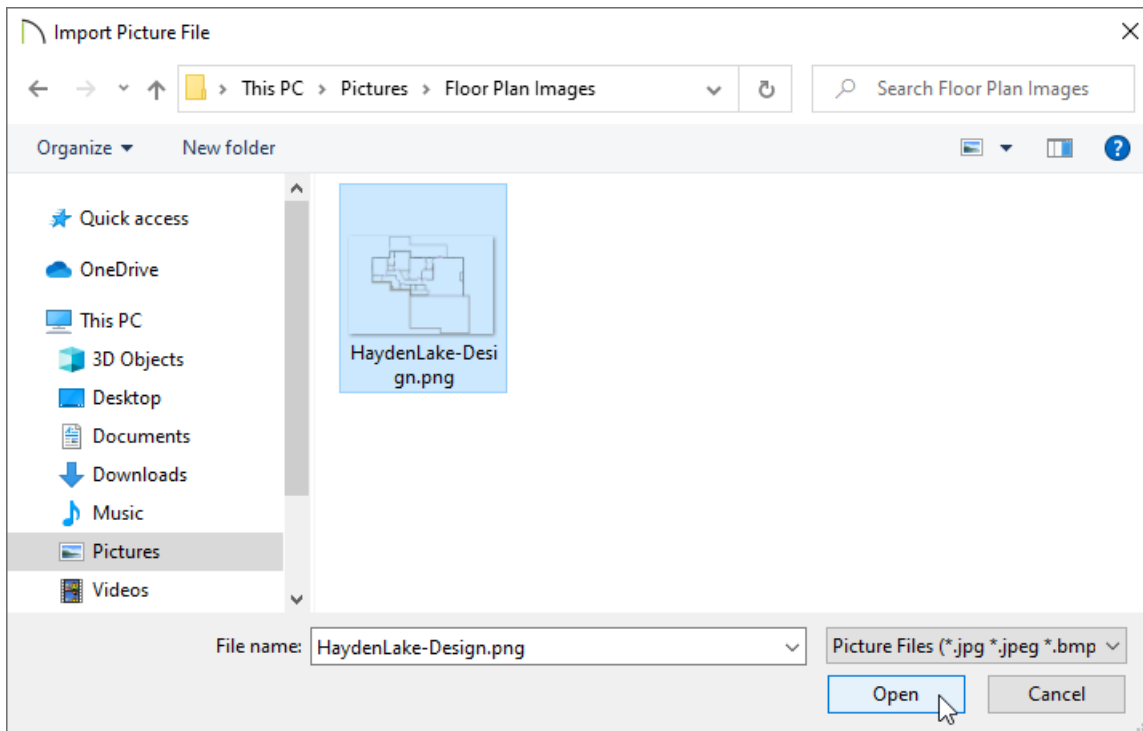 Import Picture File
This PC > Pictures > Floor Plan Images
Search Floor Plan Images
Organize
New folder
?
Quick access
OneDrive
This PC
3D Objects
Desktop
Documents
Downloads
Music
Pictures
Videos
HaydenLake-Desi
gn.png
File name:
HaydenLake-Design.png
Picture Files (*.jpg *.jpeg *.bmp
Open
Cancel